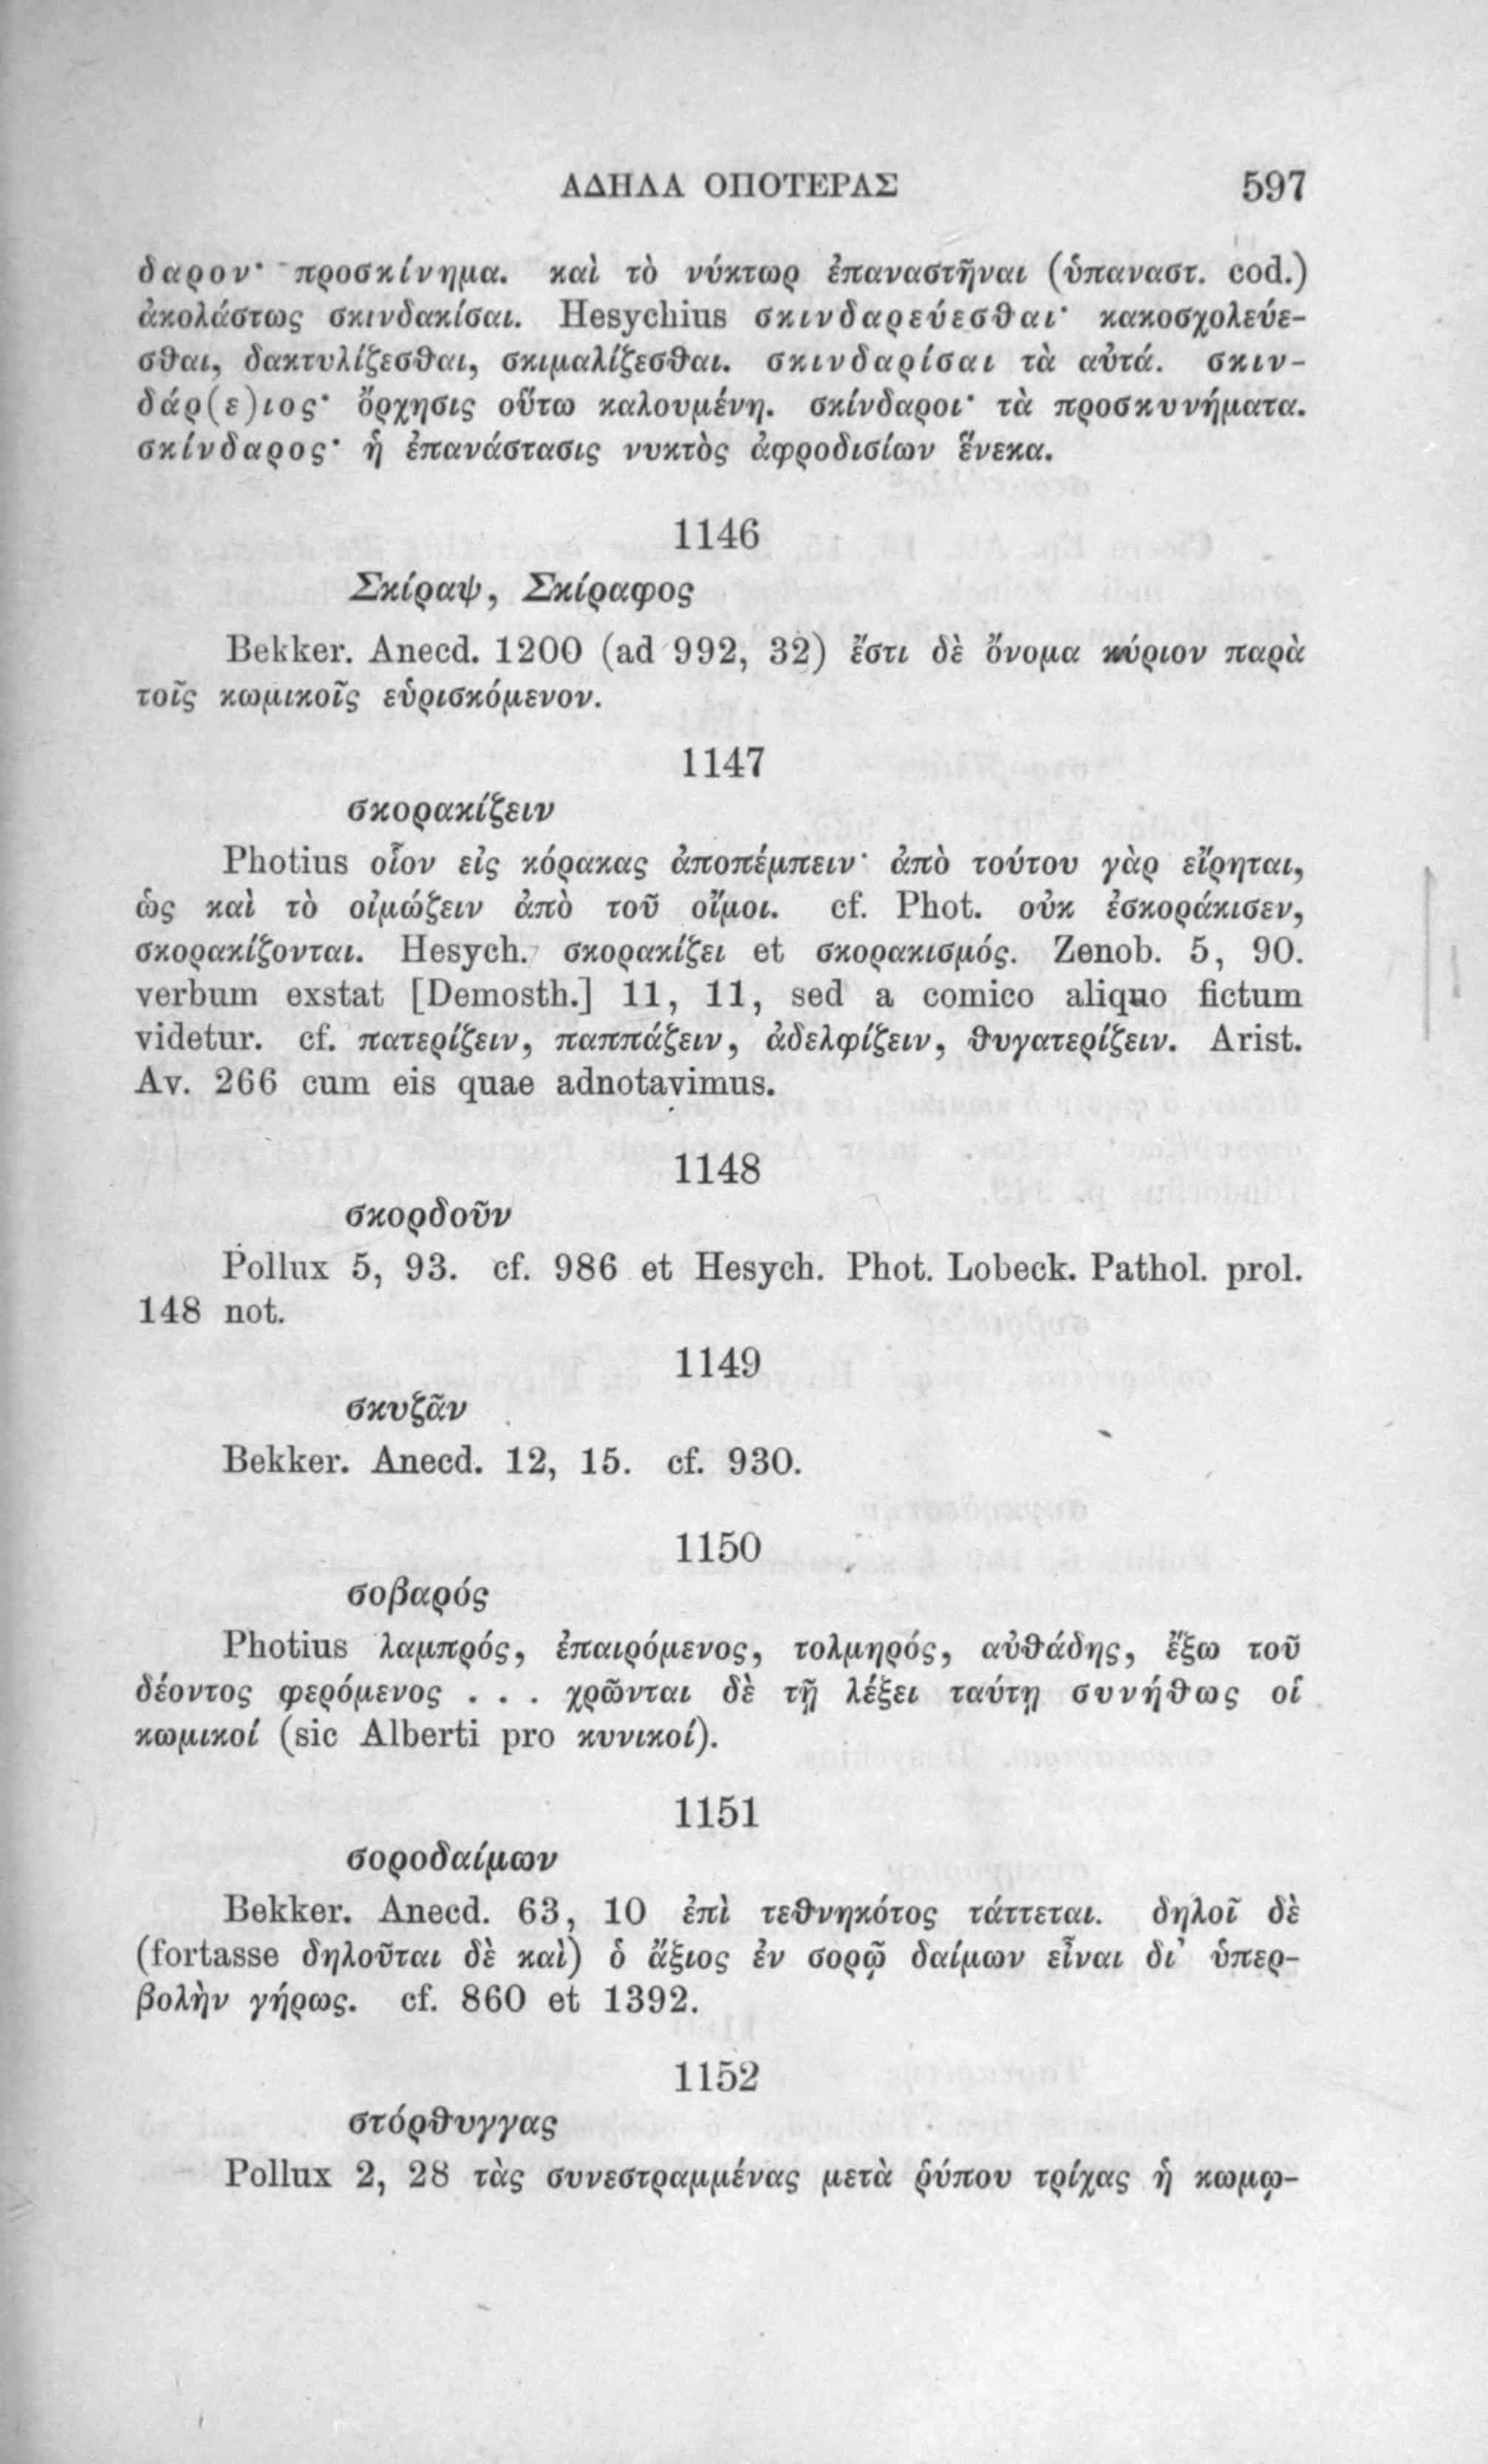 ΑΔΗΛΑ ΟΠΟΤΕΡΑΣ 597
δαρον· προσκίνημα. καὶ τὸ νύκτωρ ἐπαναστῆναι (ὑπαναστ. cod.)
ἀκολάστως σκινδακίσαι. Hesychius σκινδαρεύεσθαι· κακοσχολεύε-
σθαι, δακτυλίζεσθαι, σκιμαλίζεσθαι. σκινδαρίσαι τὰ αὐτά. σκιν-
δάρ(ε)ιος· ὄρχησις οὕτω καλουμένη. σκίνδαροι· τὰ προσκυνήματα.
σκίνδαρος· ἡ ἐπανάστασις νυκτὸς ἀφροδισίων ἕνεκα.
1146
Σκίραψ, Σκίραφος
Bekker. Anecd. 1200 (ad 992, 32) ἔστι δὲ ὄνομα κύριον παρὰ
τοῖς κωμικοῖς εὑρισκόμενον.
1147
σκορακίζειν
Photius οἷον εἰς κόρακας ἀποπέμπειν· ἀπὸ τούτου γὰρ εἴρηται,
ὡς καὶ τὸ οἰμώζειν ἀπὸ τοῦ οἴμοι. cf. Phot. οὐκ ἐσκοράκισεν,
σκορακίζονται. Hesych. σκορακίζει et σκορακισμός. Zenob. 5, 90.
verbum exstat [Demosth.] 11, 11, sed a comico aliquo fictum
videtur. cf. πατερίζειν, παππάζειν, ἀδελφίζειν, θυγατερίζειν. Arist.
Av. 266 cum eis quae adnotavimus.
1148
σκορδοῦν
Pollux 5, 93. cf. 986 et Hesych. Phot. Lobeck. Pathol. prol.
148 not.
1149
σκυζᾶν
Bekker. Anecd. 12, 15. cf. 930.
1150
σοβαρός
Photius λαμπρός, ἐπαιρόμενος, τολμηρός, αὐθάδης, ἔξω τοῦ
δέοντος φερόμενος . . . χρῶνται δὲ τῇ λέξει ταύτῃ συνήθως οἱ
κωμικοί (sic Alberti pro κυνικοί).
1151
σοροδαίμων
Bekker. Anecd. 63, 10 ἐπὶ τεθνηκότος τάττεται. δηλοῖ δὲ
(fortasse δηλοῦται δὲ καὶ) ὁ ἄξιος ἐν σορῷ δαίμων εἶναι δι᾽ ὑπερ-
βολὴν γήρως. cf. 860 et 1392.
1152
στόρθυγγας
Pollux 2, 28 τὰς συνεστραμμένας μετὰ ῥύπου τρίχας ἡ κωμῳ-